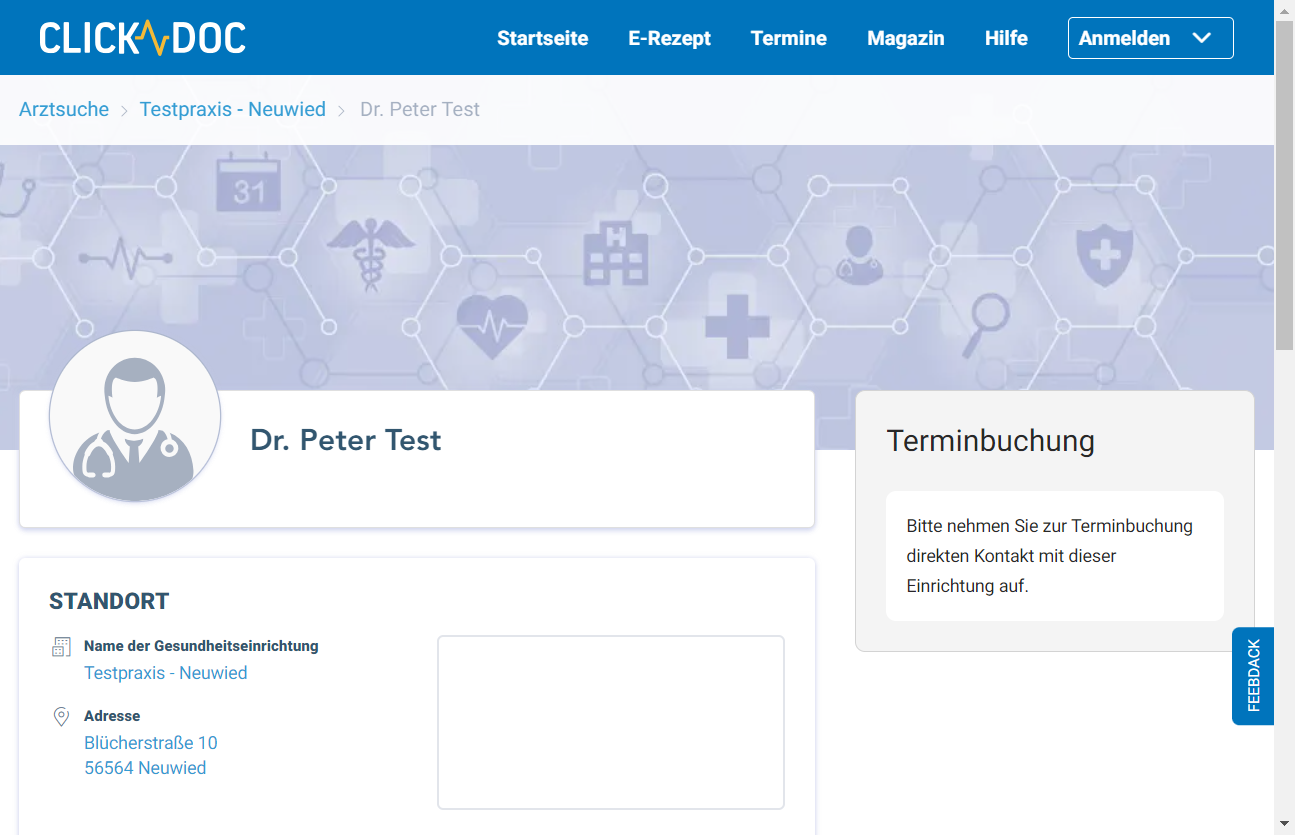 CLICKDOC
Startseite
E-Rezept
Termine
Magazin
Hilfe
Anmelden
Arztsuche
Testpraxis - Neuwied
Dr. Peter Test
31
H
Dr. Peter Test
Terminbuchung
Bitte nehmen Sie zur Terminbuchung
direkten Kontakt mit dieser
Einrichtung auf.
STANDORT
Name der Gesundheitseinrichtung
Testpraxis - Neuwied
Adresse
Blücherstraße 10
56564 Neuwied
FEEBDACK